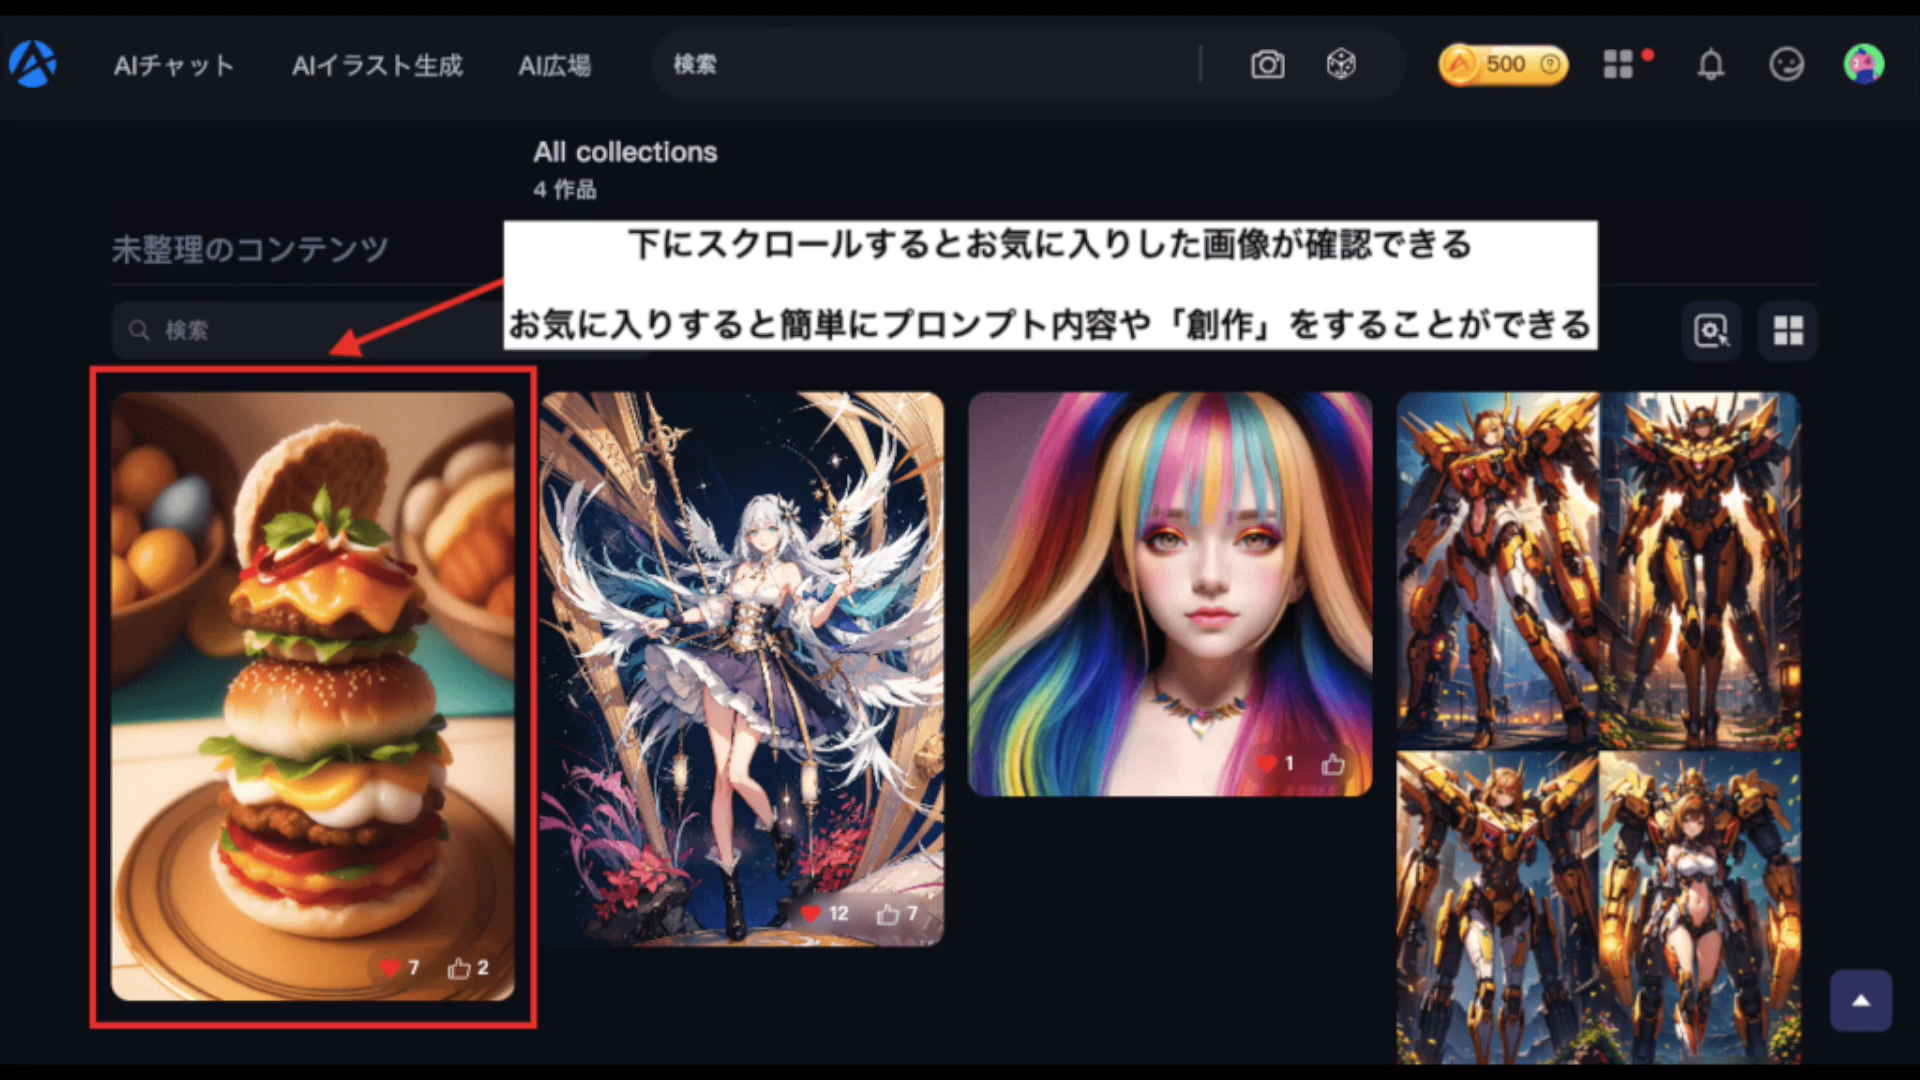 AIチャット
AIイラスト生成
AI広場
検索
500
All collections
4 作品
未整理のコンテンツ
下にスクロールするとお気に入りした画像が確認できる
お気に入りすると簡単にプロンプト内容や「創作」をすることができる
検索
7 2
12 7
1